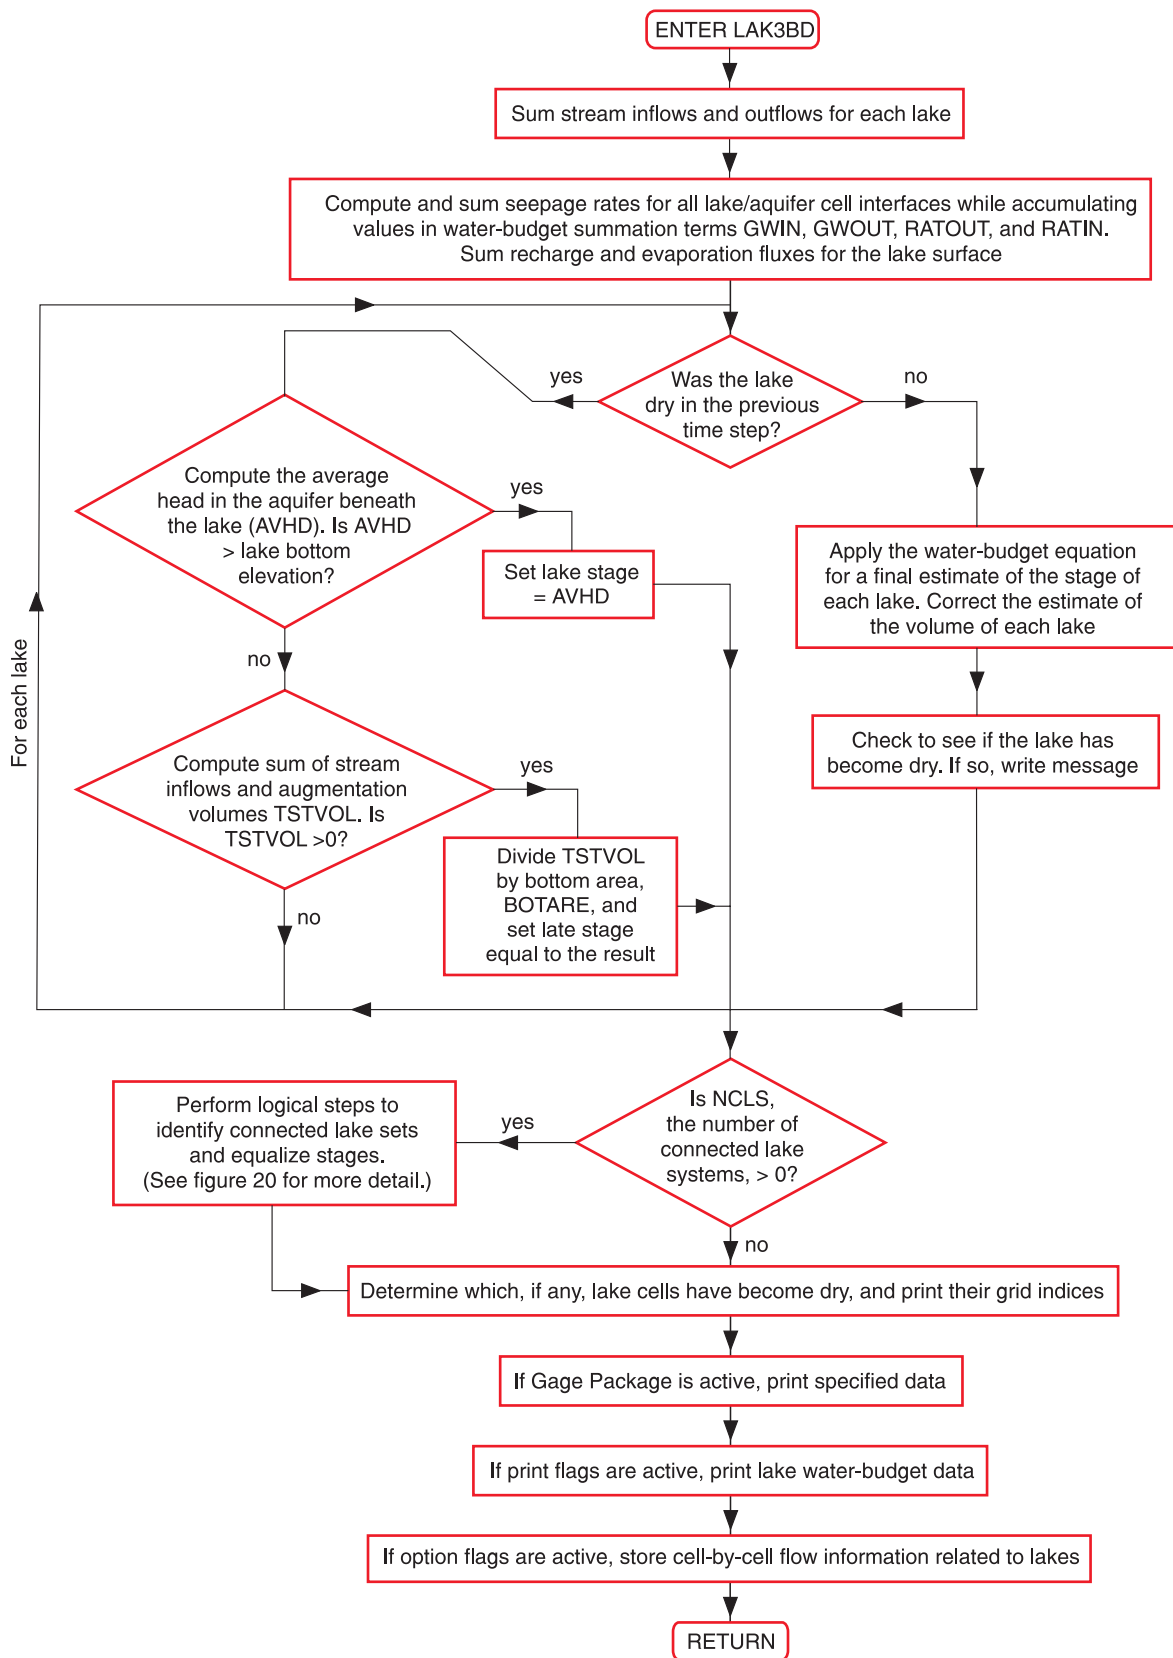 ENTER LAK3BD
Sum stream inflows and outflows for each lake
Compute and sum seepage rates for all lake/aquifer cell interfaces while accumulating
values in water-budget summation terms GWIN, GWOUT, RATOUT, and RATIN.
Sum recharge and evaporation fluxes for the lake surface
yes
Was the lake
dry in the previous
time step?
no
Compute the average
head in the aquifer beneath
the lake (AVHD). Is AVHD
> lake bottom
elevation?
yes
Set lake stage
= AVHD
Apply the water-budget equation
for a final estimate of the stage of
each lake. Correct the estimate of
the volume of each lake
For each lake
no
Check to see if the lake has
become dry. If so, write message
Compute sum of stream
inflows and augmentation
volumes TSTVOL. Is
TSTVOL >0?
yes
Divide TSTVOL
by bottom area,
BOTARE, and
set late stage
equal to the result
no
Is NCLS,
the number of
connected lake
systems, > 0?
yes
Perform logical steps to
identify connected lake sets
and equalize stages.
(See figure 20 for more detail.)
no
Determine which, if any, lake cells have become dry, and print their grid indices
If Gage Package is active, print specified data
If print flags are active, print lake water-budget data
If option flags are active, store cell-by-cell flow information related to lakes
RETURN